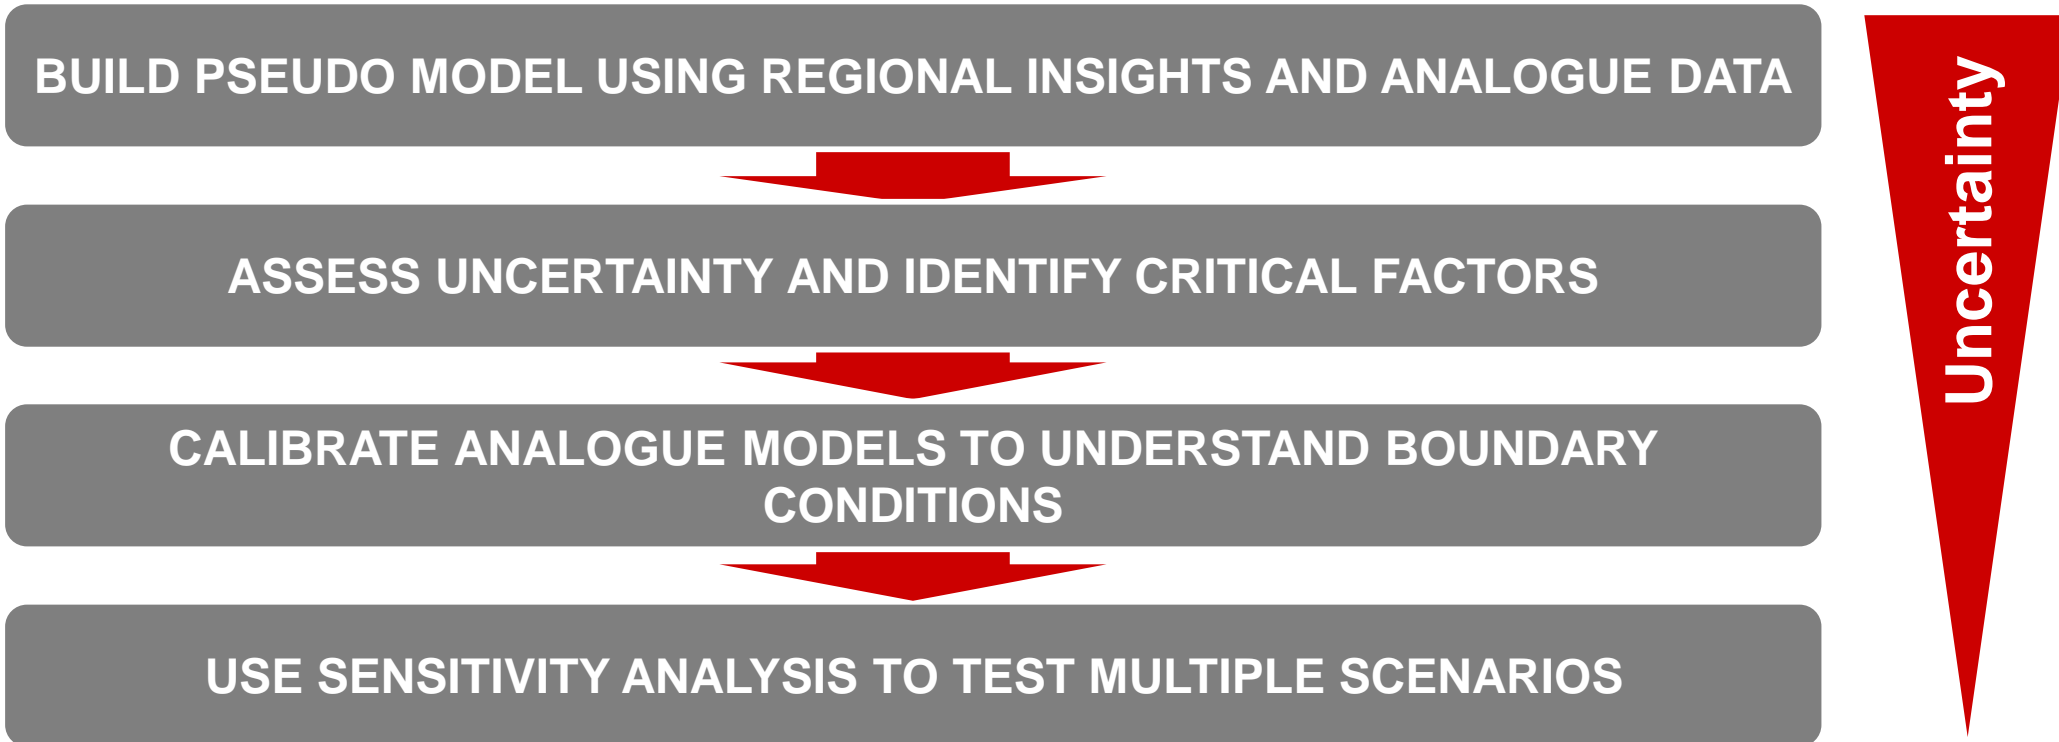 BUILD PSEUDO MODEL USING REGIONAL INSIGHTS AND ANALOGUE DATA
ASSESS UNCERTAINTY AND IDENTIFY CRITICAL FACTORS
CALIBRATE ANALOGUE MODELS TO UNDERSTAND BOUNDARY
CONDITIONS
USE SENSITIVITY ANALYSIS TO TEST MULTIPLE SCENARIOS
Uncertainty